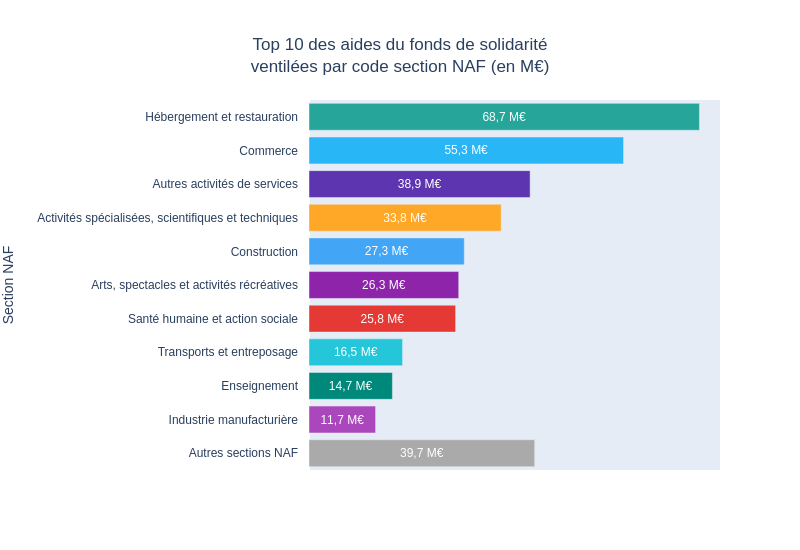 Top 10 des aides du fonds de solidarité
ventilées par code section NAF (en M€)
Section NAF
Hébergement et restauration 68,7 M€
Commerce 55,3 M€
Autres activités de services 38,9 M€
Activités spécialisées, scientifiques et techniques 33,8 M€
Construction 27,3 M€
Arts, spectacles et activités récréatives 26,3 M€
Santé humaine et action sociale 25,8 M€
Transports et entreposage 16,5 M€
Enseignement 14,7 M€
Industrie manufacturière 11,7 M€
Autres sections NAF 39,7 M€